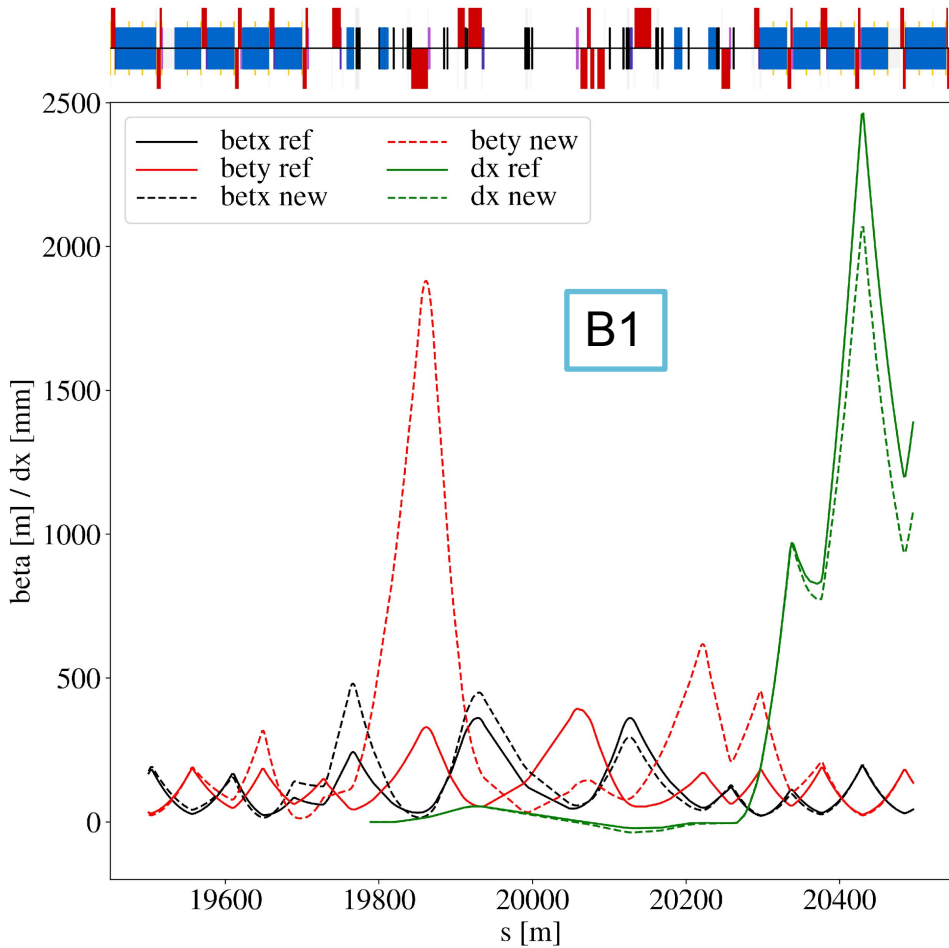 2500
2000
1500
1000
500
0
beta [m] / dx [mm]
betx ref
bety ref
betx new
bety new
dx ref
dx new
B1
19600 19800 20000 20200 20400
s [m]